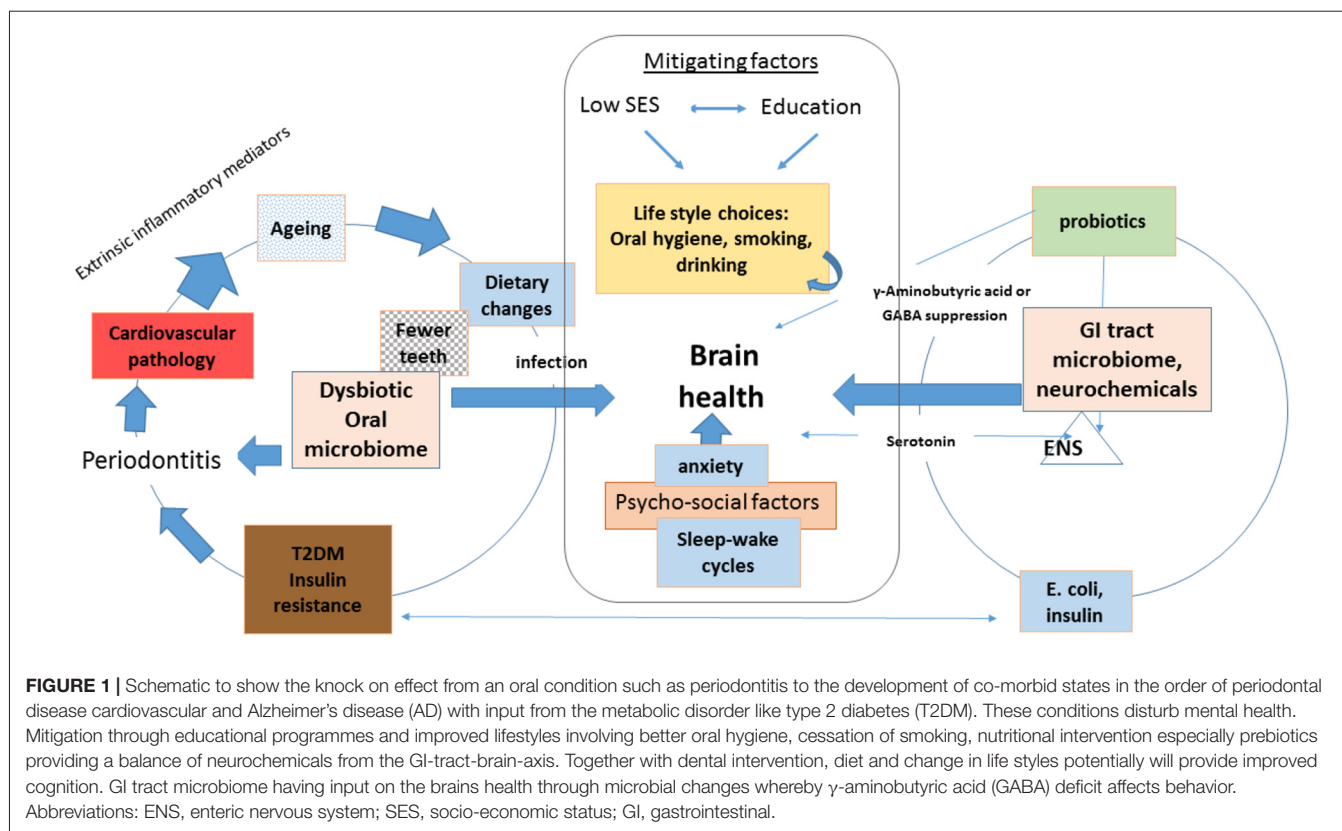 Mitigating factors
Low SES
Education
Extrinsic inflammatory mediators
Ageing
Dietary
changes
Fewer
teeth
Cardiovascular
pathology
Dysbiotic
Oral
microbiome
Periodontitis
T2DM
Insulin
resistance
infection
Life style choices:
Oral hygiene, smoking,
drinking
Brain
health
anxiety
Psycho-social factors
Sleep-wake
cycles
probiotics
γ-Aminobutyric acid or
GABA suppression
GI tract
microbiome,
neurochemicals
Serotonin
ENS
E. coli,
insulin
FIGURE 1 | Schematic to show the knock on effect from an oral condition such as periodontitis to the development of co-morbid states in the order of periodontal
disease cardiovascular and Alzheimer's disease (AD) with input from the metabolic disorder like type 2 diabetes (T2DM). These conditions disturb mental health.
Mitigation through educational programmes and improved lifestyles involving better oral hygiene, cessation of smoking, nutritional intervention especially prebiotics
providing a balance of neurochemicals from the GI-tract-brain-axis. Together with dental intervention, diet and change in life styles potentially will provide improved
cognition. GI tract microbiome having input on the brains health through microbial changes whereby γ-aminobutyric acid (GABA) deficit affects behavior.
Abbreviations: ENS, enteric nervous system; SES, socio-economic status; GI, gastrointestinal.